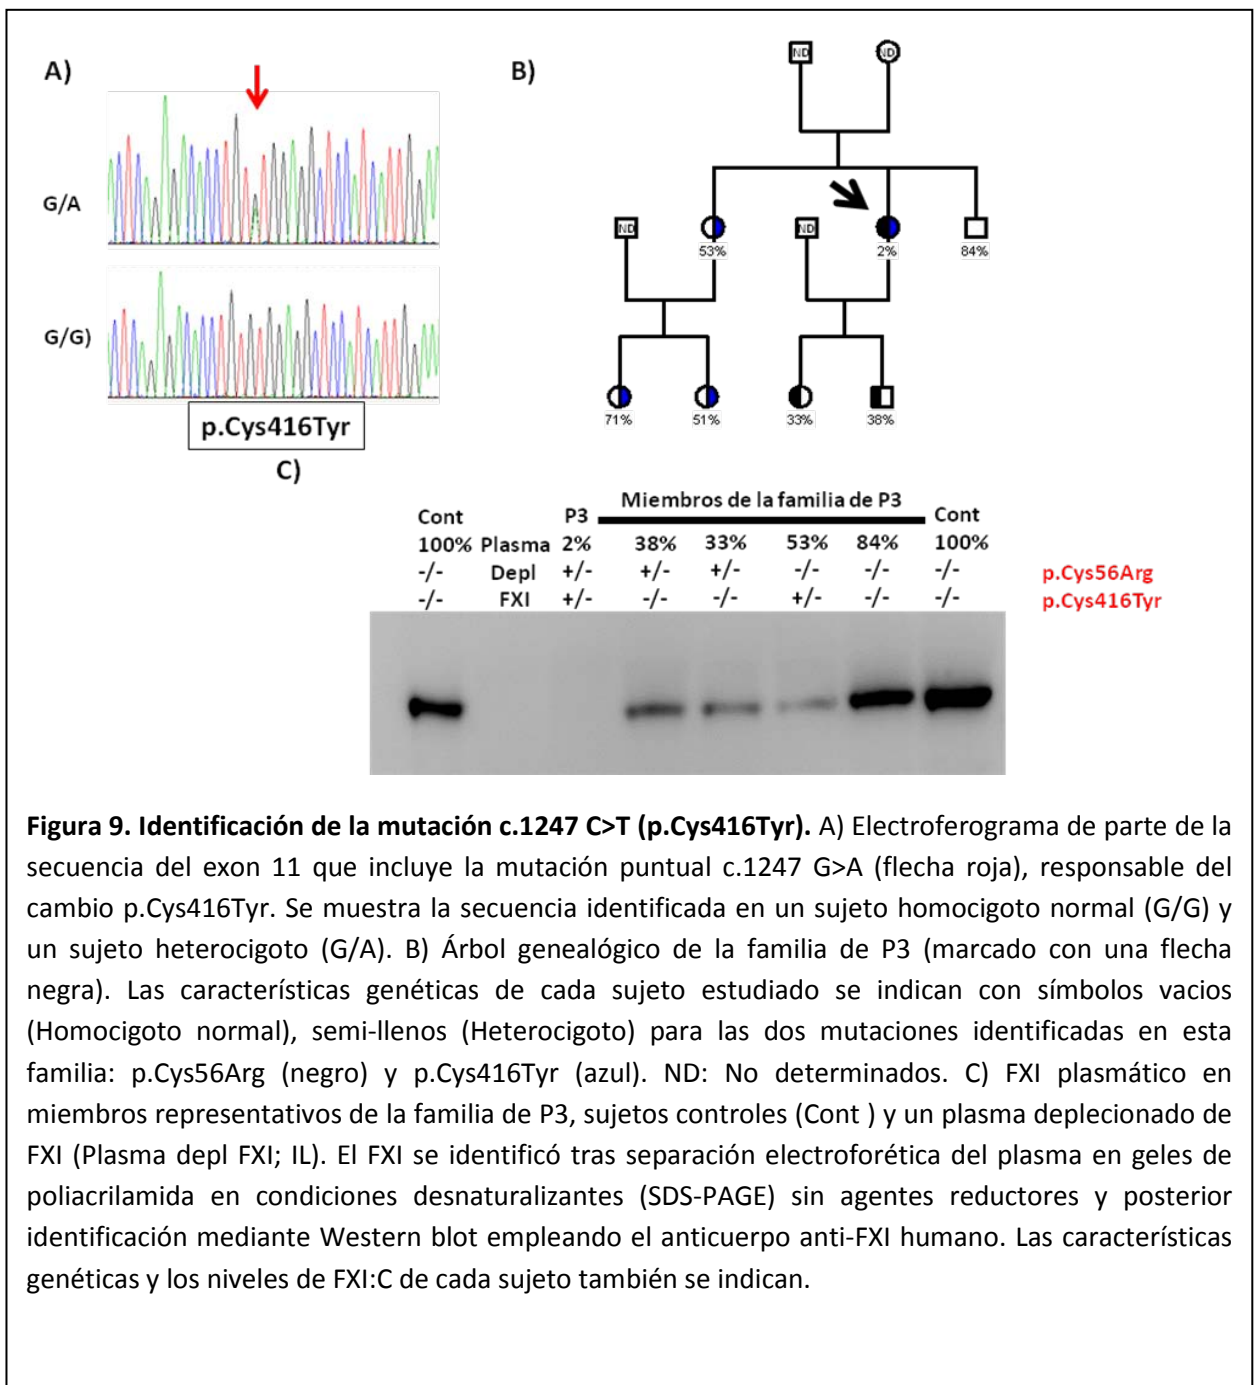 A)
G/A
G/G)
p.Cys416Tyr
B)
ND ND
ND ND
53% 2% 84%
71% 51% 33% 38%
C)
Miembros de la familia de P3
Cont P3 Cont
100% Plasma 2% 38% 33% 53% 84% 100%
-/- Depl +/- +/- +/- -/- -/- -/- p.Cys56Arg
-/- FXI +/- -/- -/- +/- -/- -/- p.Cys416Tyr
Figura 9. Identificación de la mutación c.1247 C>T (p.Cys416Tyr). A) Electroferograma de parte de la
secuencia del exon 11 que incluye la mutación puntual c.1247 G>A (flecha roja), responsable del
cambio p.Cys416Tyr. Se muestra la secuencia identificada en un sujeto homocigoto normal (G/G) y
un sujeto heterocigoto (G/A). B) Árbol genealógico de la familia de P3 (marcado con una flecha
negra). Las características genéticas de cada sujeto estudiado se indican con símbolos vacios
(Homocigoto normal), semi-llenos (Heterocigoto) para las dos mutaciones identificadas en esta
familia: p.Cys56Arg (negro) y p.Cys416Tyr (azul). ND: No determinados. C) FXI plasmático en
miembros representativos de la familia de P3, sujetos controles (Cont ) y un plasma deplecionado de
FXI (Plasma depl FXI; IL). El FXI se identificó tras separación electroforética del plasma en geles de
poliacrilamida en condiciones desnaturalizantes (SDS-PAGE) sin agentes reductores y posterior
identificación mediante Western blot empleando el anticuerpo anti-FXI humano. Las características
genéticas y los niveles de FXI:C de cada sujeto también se indican.